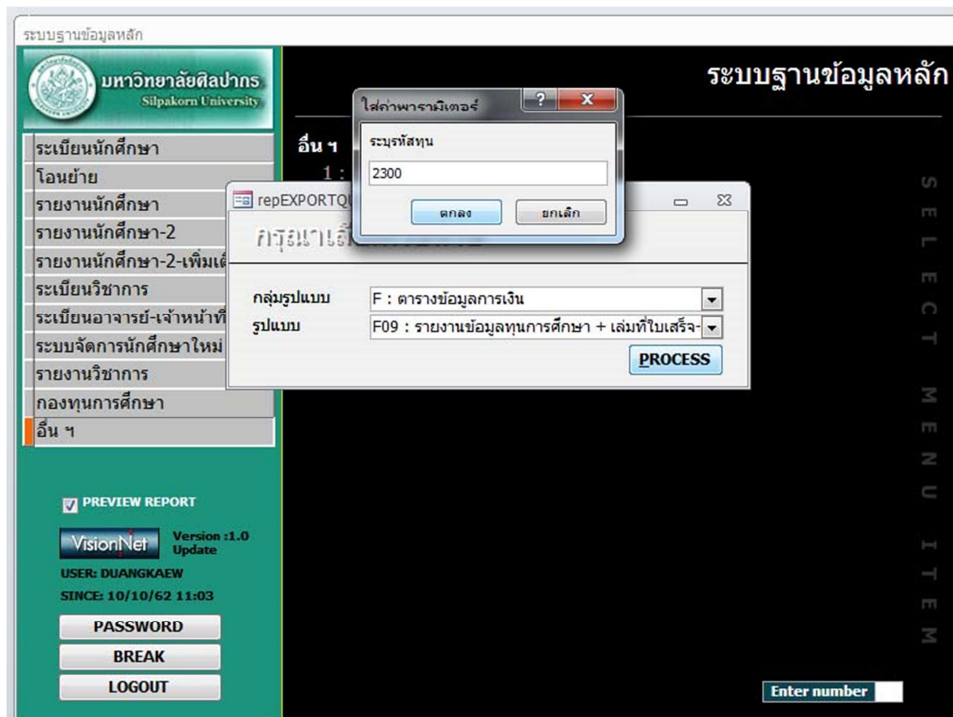 ระบบฐานข้อมูลหลัก
มหาวิทยาลัยศิลปากร
Silpakorn University
ระบบฐานข้อมูลหลัก
ระเบียนนักศึกษา
โอนย้าย
รายงานนักศึกษา
รายงานนักศึกษา-2
รายงานนักศึกษา-2-เพิ่มเติ
ระเบียนวิชาการ
ระเบียนอาจารย์-เจ้าหน้าที่
ระบบจัดการนักศึกษาใหม่
รายงานวิชาการ
กองทุนการศึกษา
อื่น ๆ
อื่น ฯ
1 :
ใส่ค่าพารามิเตอร์
ระบุรหัสทุน
2300
ตกลง
ยกเลิก
repEXPORTQU
กรุณาเลื
กลุ่มรูปแบบ
F : ตารางข้อมูลการเงิน
รูปแบบ
F09 : รายงานข้อมูลทุนการศึกษา + เล่มที่ใบเสร็จ-
PROCESS
PREVIEW REPORT
VisionNet
Version :1.0
Update
USER: DUANGKAEW
SINCE: 10/10/62 11:03
PASSWORD
BREAK
LOGOUT
SELECT MENU ITEM
Enter number